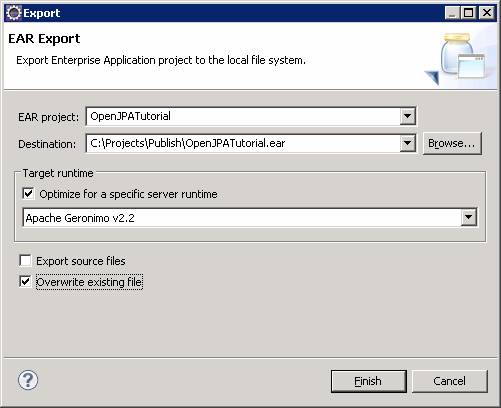 Export
EAR Export
Export Enterprise Application project to the local file system.
EAR project: OpenJPATutorial
Destination: C:\Projects\Publish\OpenJPATutorial.ear Browse...
Target runtime
Optimize for a specific server runtime
Apache Geronimo v2.2
Export source files
Overwrite existing file
? Finish Cancel